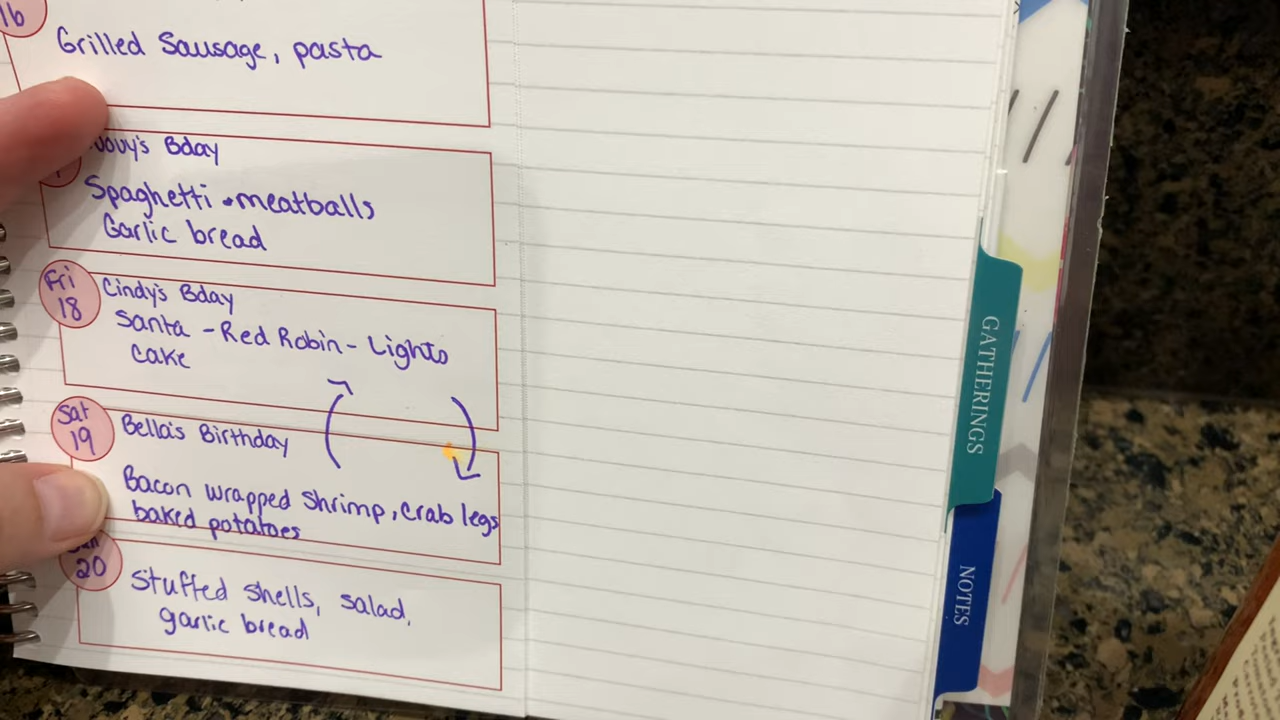 16
Grilled Sausage, pasta
Bday
Spaghetti • meatballs
Garlic bread
Fri
18
Cindy's Bday
Santa - Red Robin - Lights
Cake
Sat
19
Bella's Birthday
Bacon wrapped Shrimp, crab legs
baked potatoes
20
Stuffed Shells, salad,
garlic bread
GATHERINGS
NOTES